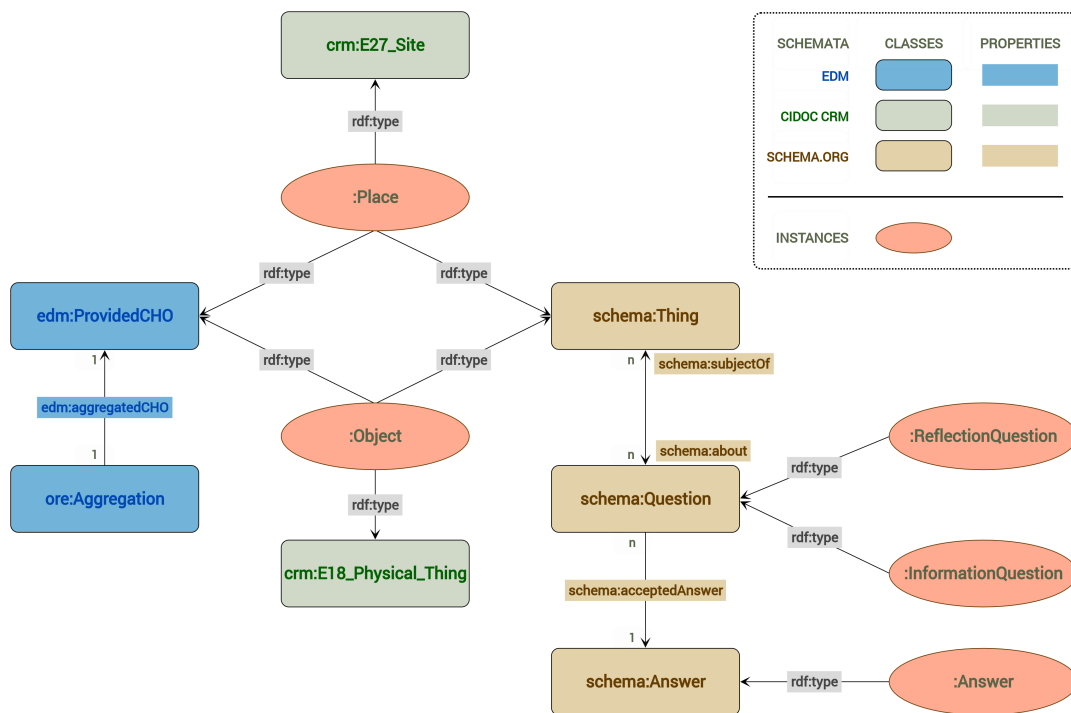 crm:E27_Site
SCHEMATA CLASSES PROPERTIES
EDM
CIDOC CRM
SCHEMA.ORG
INSTANCES
rdf:type
:Place
rdf:type
rdf:type
edm:ProvidedCHO
schema:Thing
1
rdf:type
rdf:type
n
schema:subjectOf
edm:aggregatedCHO
:Object
:ReflectionQuestion
1
n
schema:about
rdf:type
ore:Aggregation
rdf:type
schema:Question
rdf:type
n
crm:E18_Physical_Thing
:InformationQuestion
schema:acceptedAnswer
1
schema:Answer
rdf:type
:Answer